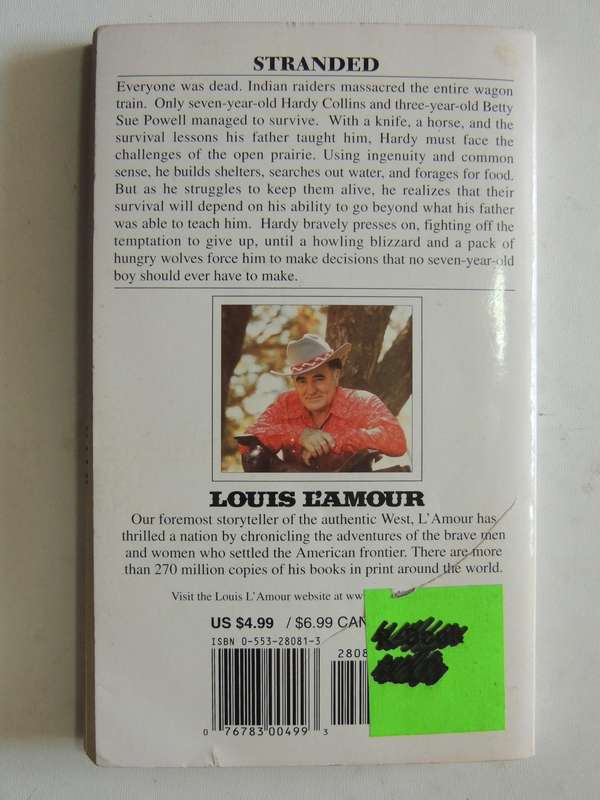 STRANDED
Everyone was dead. Indian raiders massacred the entire wagon
train. Only seven-year-old Hardy Collins and three-year-old Betty
Sue Powell managed to survive. With a knife, a horse, and the
survival lessons his father taught him, Hardy must face the
challenges of the open prairie. Using ingenuity and common
sense, he builds shelters, searches out water, and forages for food.
But as he struggles to keep them alive, he realizes that their
survival will depend on his ability to go beyond what his father
was able to teach him. Hardy bravely presses on, fighting off the
temptation to give up, until a howling blizzard and a pack of
hungry wolves force him to make decisions that no seven-year-old
boy should ever have to make.
LOUIS L'AMOUR
Our foremost storyteller of the authentic West, L'Amour has
thrilled a nation by chronicling the adventures of the brave men
and women who settled the American frontier. There are more
than 270 million copies of his books in print around the world.
Visit the Louis L'Amour website at
US $4.99 / $6.99 CAN
ISBN 0-553-28081-3
0 76783 00499 3